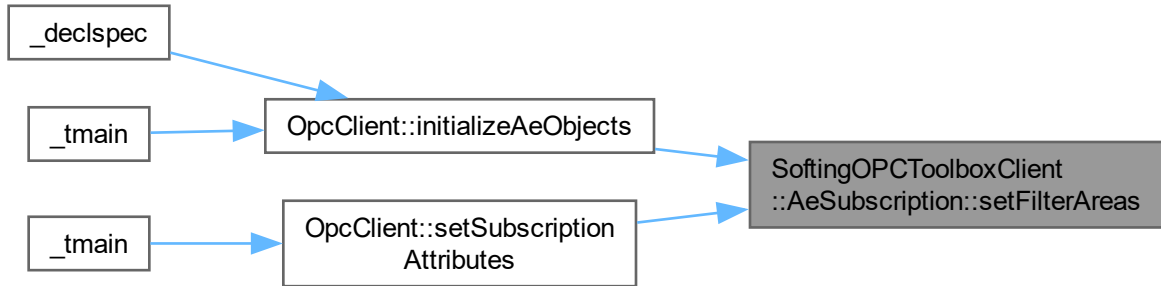 _declspec
_tmain
OpcClient::initializeAeObjects
SoftingOPCToolboxClient
::AeSubscription::setFilterAreas
_tmain
OpcClient::setSubscription
Attributes